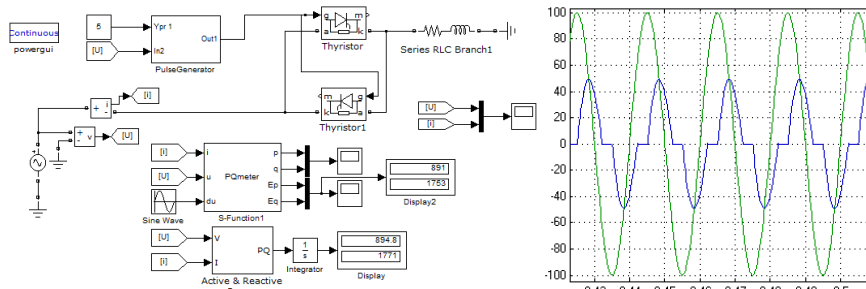 Continuous
powergui
5
[U]
Ypr 1
In2
Out1
PulseGenerator
g
m
a
k
Thyristor
m
g
k
a
Thyristor1
Series RLC Branch1
+
-
i
[i]
+
-
v
[U]
[U]
[i]
[i]
[U]
Sine Wave
i
u
du
PQmeter
p
q
Ep
Eq
S-Function1
891
1753
Display2
[U]
[i]
V
I
PQ
Active & Reactive
1
s
Integrator
894.8
1771
Display
100
80
60
40
20
0
-20
-40
-60
-80
-100